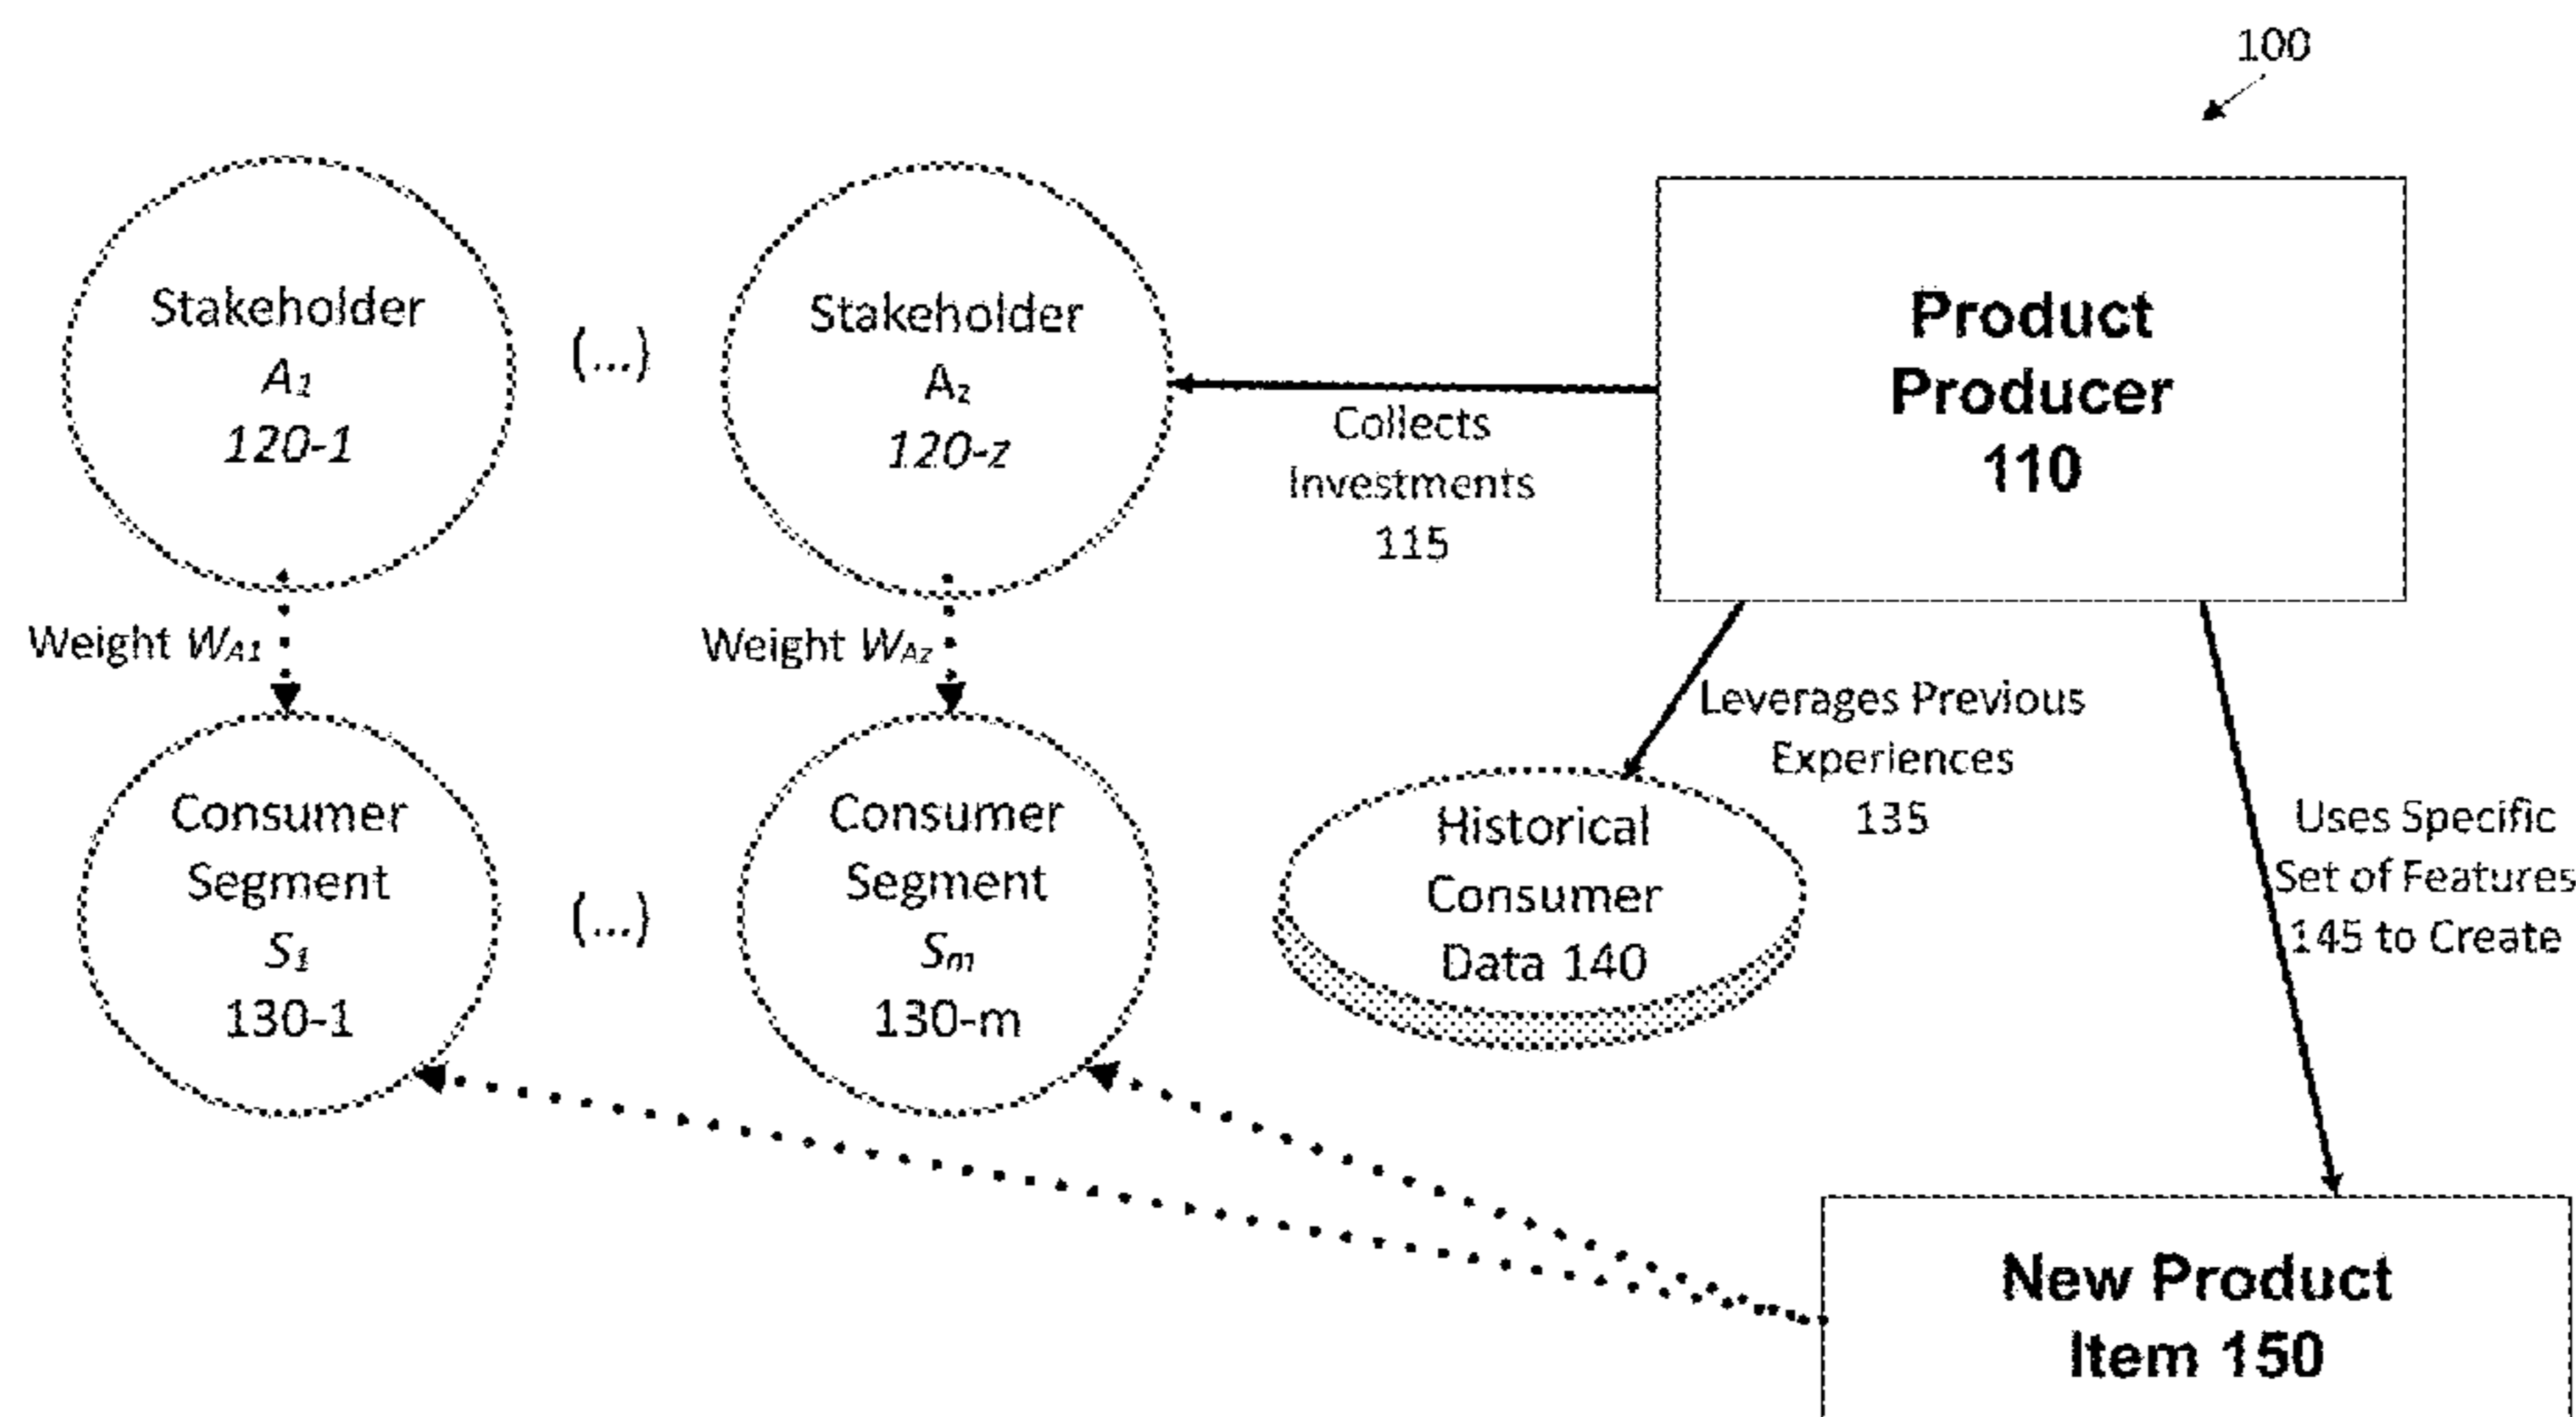 100
Stakeholder
A1
120-1
(...)
Stakeholder
Az
120-z
Collects
Investments
115
Product
Producer
110
Weight WA1
Weight WAz
Leverages Previous
Experiences
135
Uses Specific
Set of Features
145 to Create
Consumer
Segment
S1
130-1
(...)
Consumer
Segment
Sm
130-m
Historical
Consumer
Data 140
New Product
Item 150